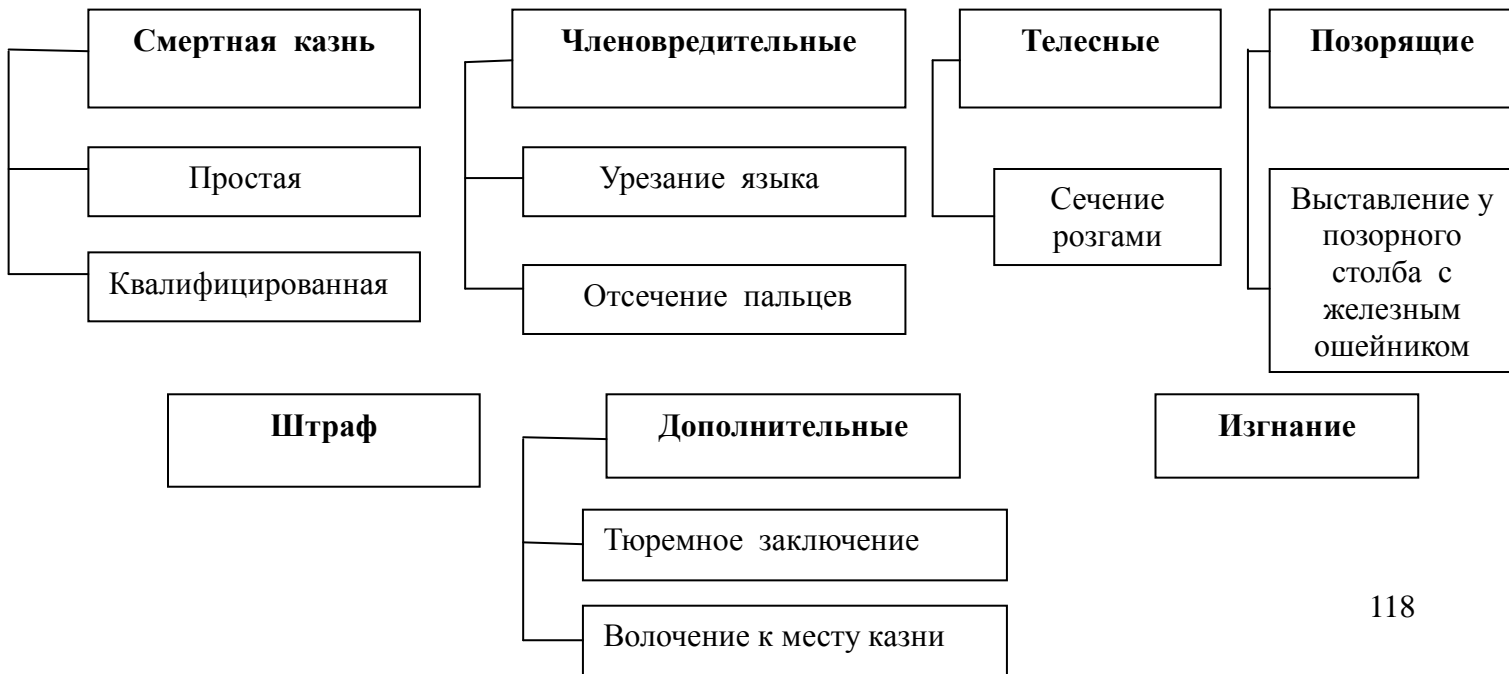 Смертная казнь
Членовредительные
Телесные
Позорящие
Простая
Урезание языка
Сечение
розгами
Выставление у
позорного
столба с
железным
ошейником
Квалифицированная
Отсечение пальцев
Штраф
Дополнительные
Изгнание
Тюремное заключение
Волочение к месту казни
118